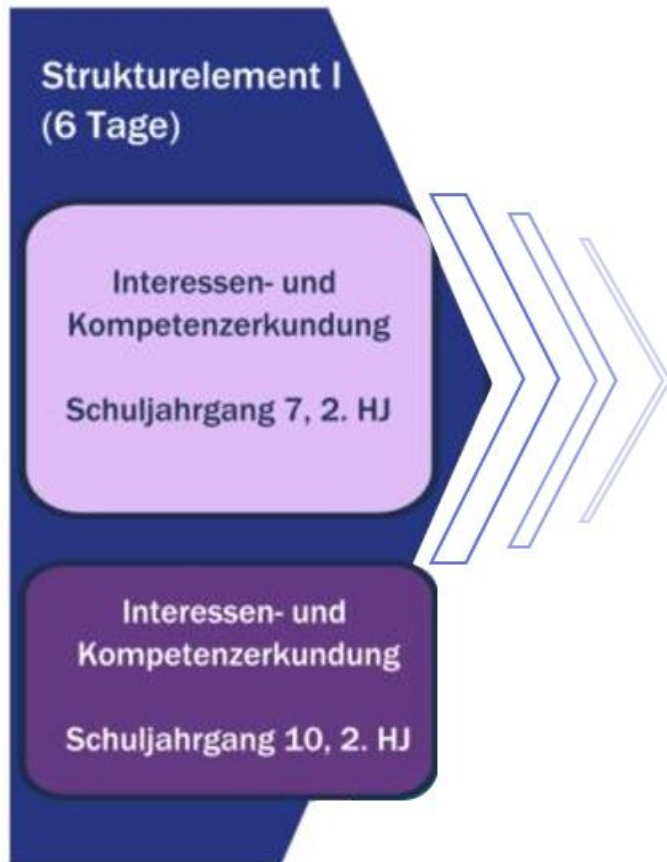 Strukturelement I
(6 Tage)
Interessen- und
Kompetenzerkundung
Schuljahrgang 7, 2. HJ
Interessen- und
Kompetenzerkundung
Schuljahrgang 10, 2. HJ